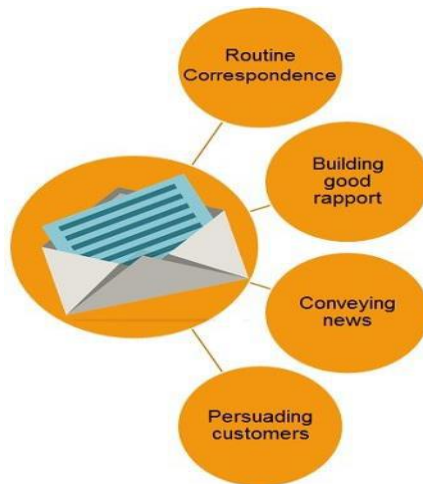 Routine
Correspondence
Building
good
rapport
Conveying
news
Persuading
customers